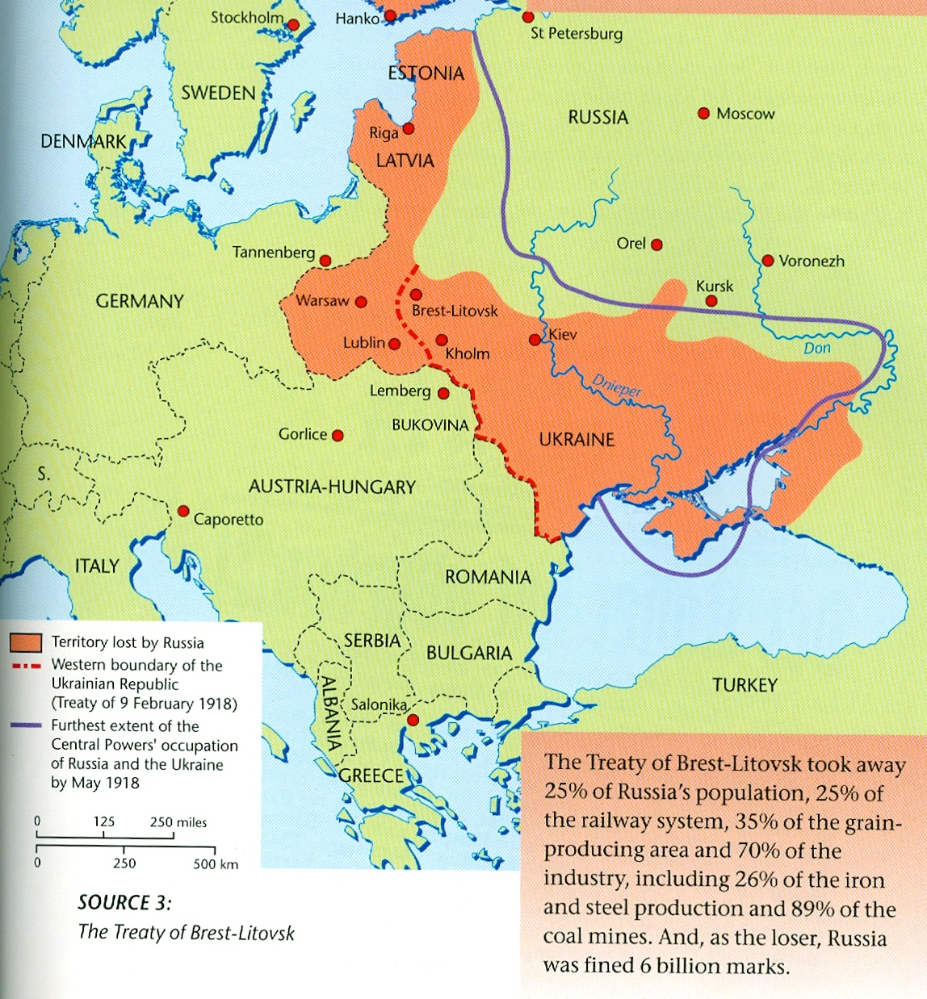 Stockholm
Hanko
St Petersburg
ESTONIA
SWEDEN
RUSSIA
Moscow
DENMARK
Riga
LATVIA
Tannenberg
Orel
Voronezh
GERMANY
Warsaw
Kursk
Brest-Litovsk
Lublin
Kholm
Kiev
Don
Lemberg
Dnieper
BUKOVINA
Gorlice
UKRAINE
S.
AUSTRIA-HUNGARY
Caporetto
ITALY
ROMANIA
SERBIA
BULGARIA
ALBANIA
Salonika
TURKEY
GREECE
Territory lost by Russia
Western boundary of the
Ukrainian Republic
(Treaty of 9 February 1918)
Furthest extent of the
Central Powers' occupation
of Russia and the Ukraine
by May 1918
0 125 250 miles
0 250 500 km
SOURCE 3:
The Treaty of Brest-Litovsk
The Treaty of Brest-Litovsk took away
25% of Russia's population, 25% of
the railway system, 35% of the grain-
producing area and 70% of the
industry, including 26% of the iron
and steel production and 89% of the
coal mines. And, as the loser, Russia
was fined 6 billion marks.